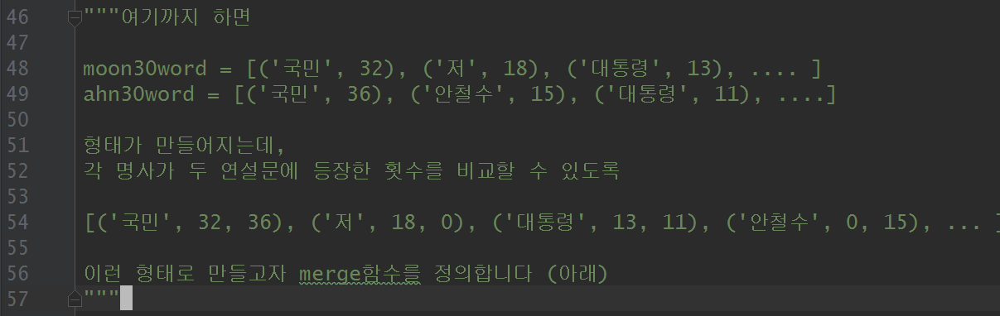 46 """여기까지 하면
47
48 moon30word = [('국민', 32), ('저', 18), ('대통령', 13), .... ]
49 ahn30word = [('국민', 36), ('안철수', 15), ('대통령', 11), ....]
50
51 형태가 만들어지는데,
52 각 명사가 두 연설문에 등장한 횟수를 비교할 수 있도록
53
54 [('국민', 32, 36), ('저', 18, 0), ('대통령', 13, 11), ('안철수', 0, 15), ... ]
55
56 이런 형태로 만들고자 merge함수를 정의합니다 (아래)
57 """